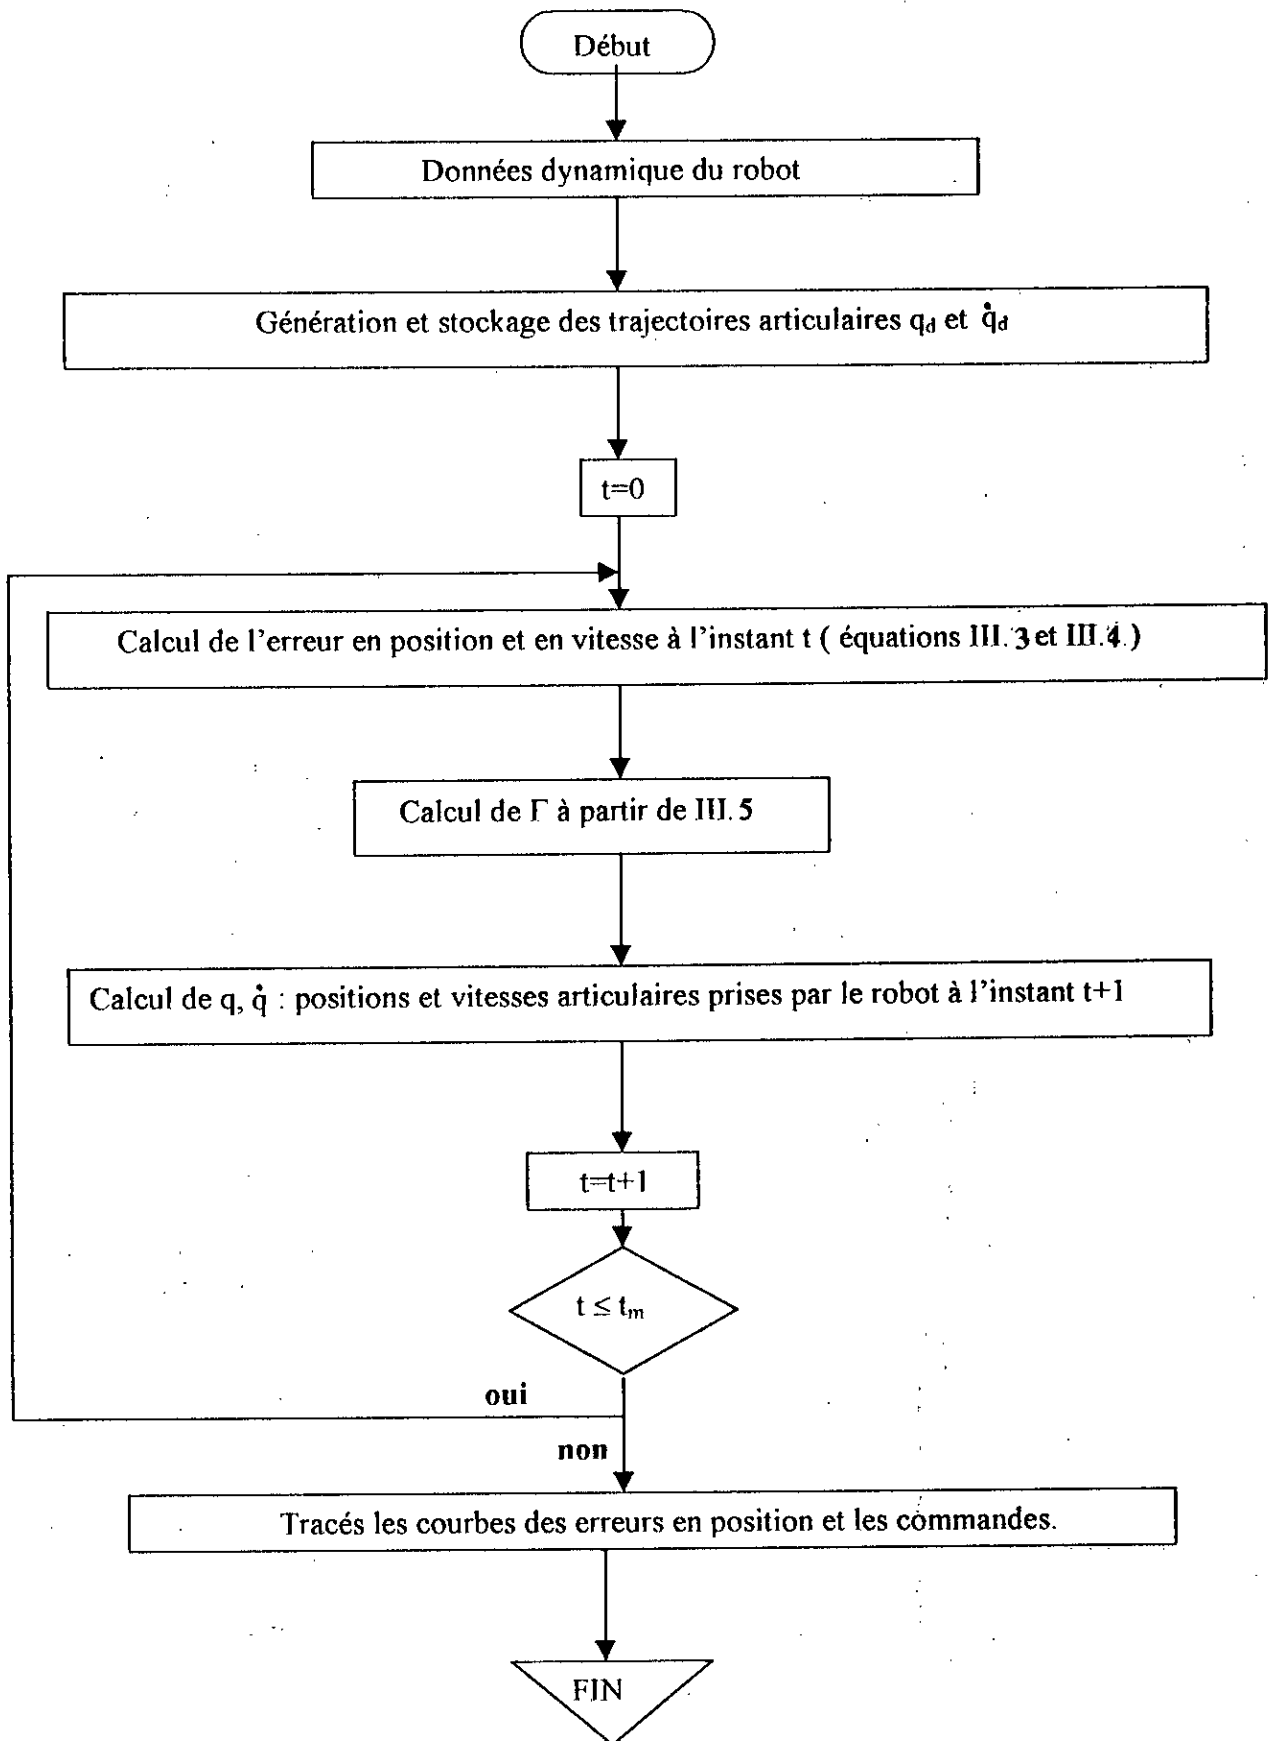 Début
Données dynamique du robot
Génération et stockage des trajectoires articulaires q_d et q̇_d
t=0
Calcul de l'erreur en position et en vitesse à l'instant t ( équations III.3 et III.4.)
Calcul de Γ à partir de III.5
Calcul de q, q̇ : positions et vitesses articulaires prises par le robot à l'instant t+1
t=t+1
t ≤ t_m
oui
non
Tracés les courbes des erreurs en position et les commandes.
FIN